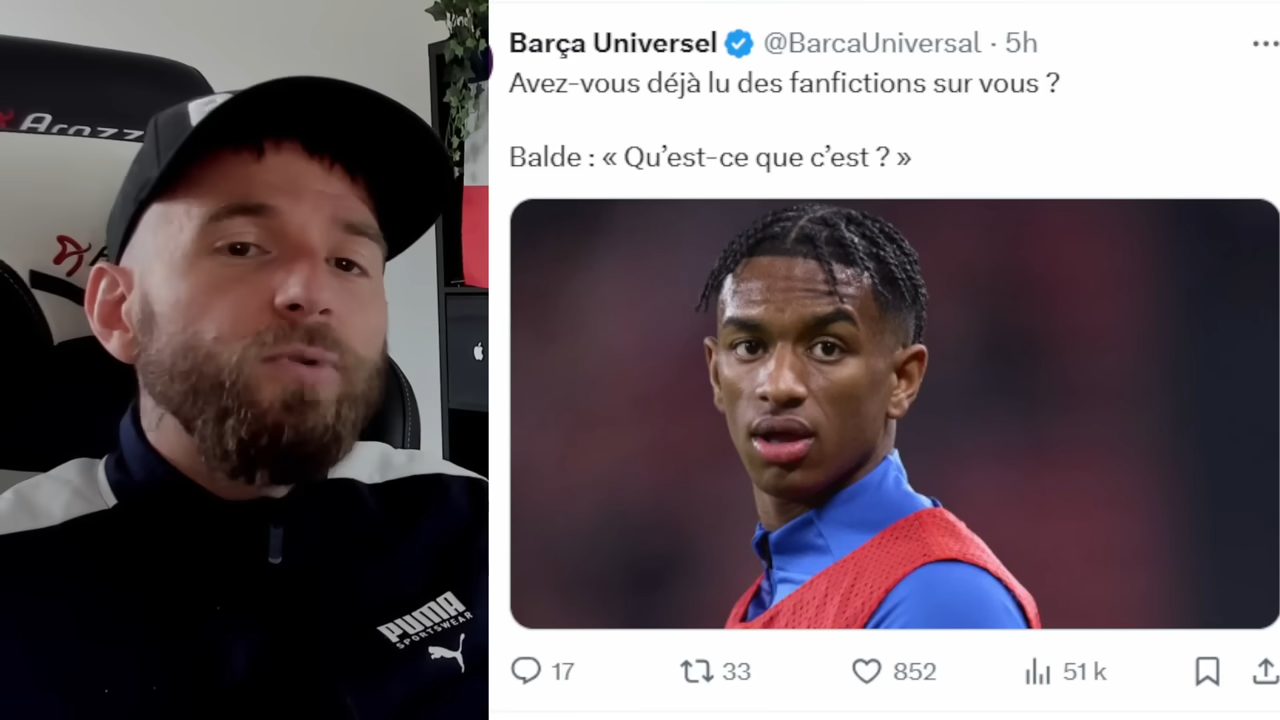 Arozz
PUMA
SPORTSWEAR
Barça Universel @BarcaUniversal · 5h
Avez-vous déjà lu des fanfictions sur vous ?
Balde : « Qu’est-ce que c’est ? »
17 33 852 51 k